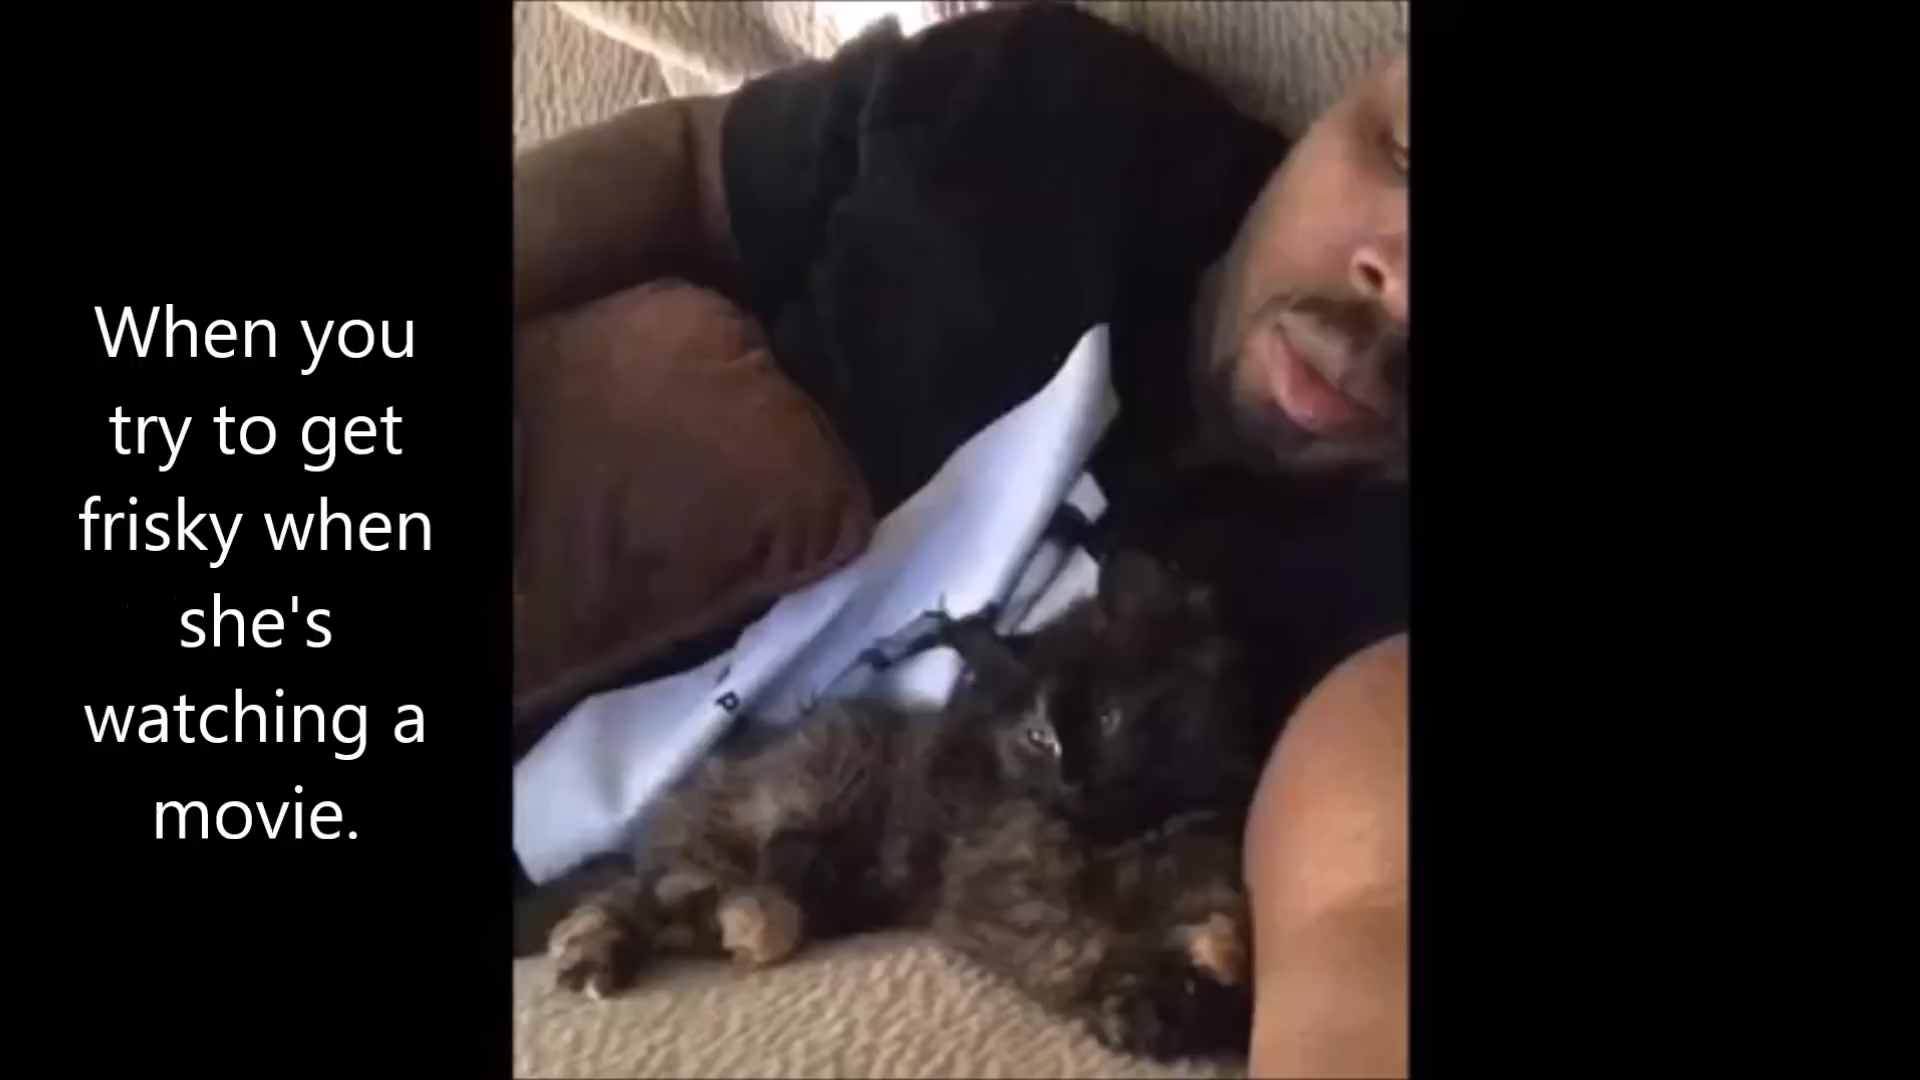 When you
try to get
frisky when
she's
watching a
movie.